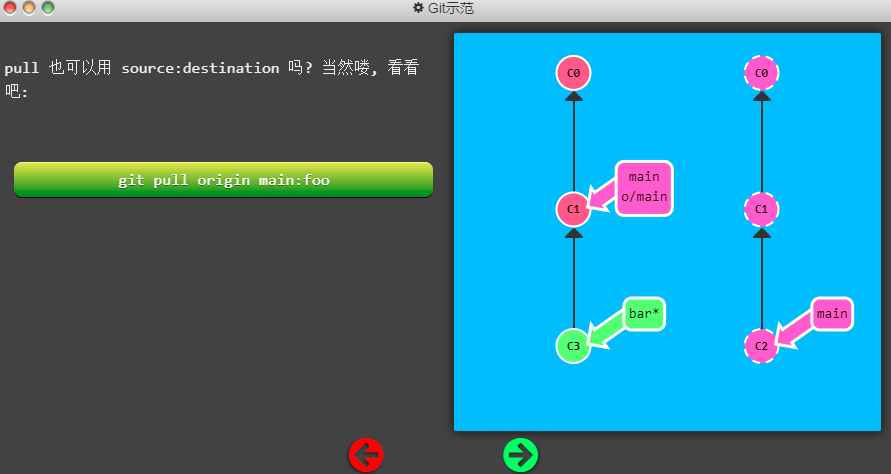 Git示范
pull 也可以用 source:destination 吗? 当然喽, 看看
吧:
git pull origin main:foo
C0
C0
main
o/main
C1
C1
bar*
main
C3
C2